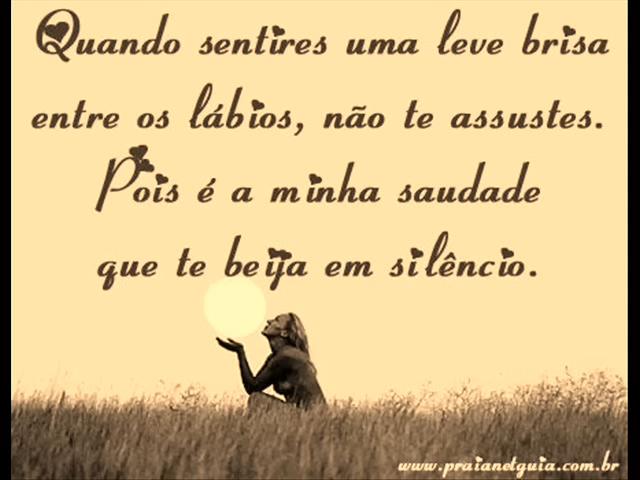 Quando sentires uma leve brisa
entre os lábios, não te assustes.
Pois é a minha saudade
que te beija em silêncio.
www.praianetguia.com.br